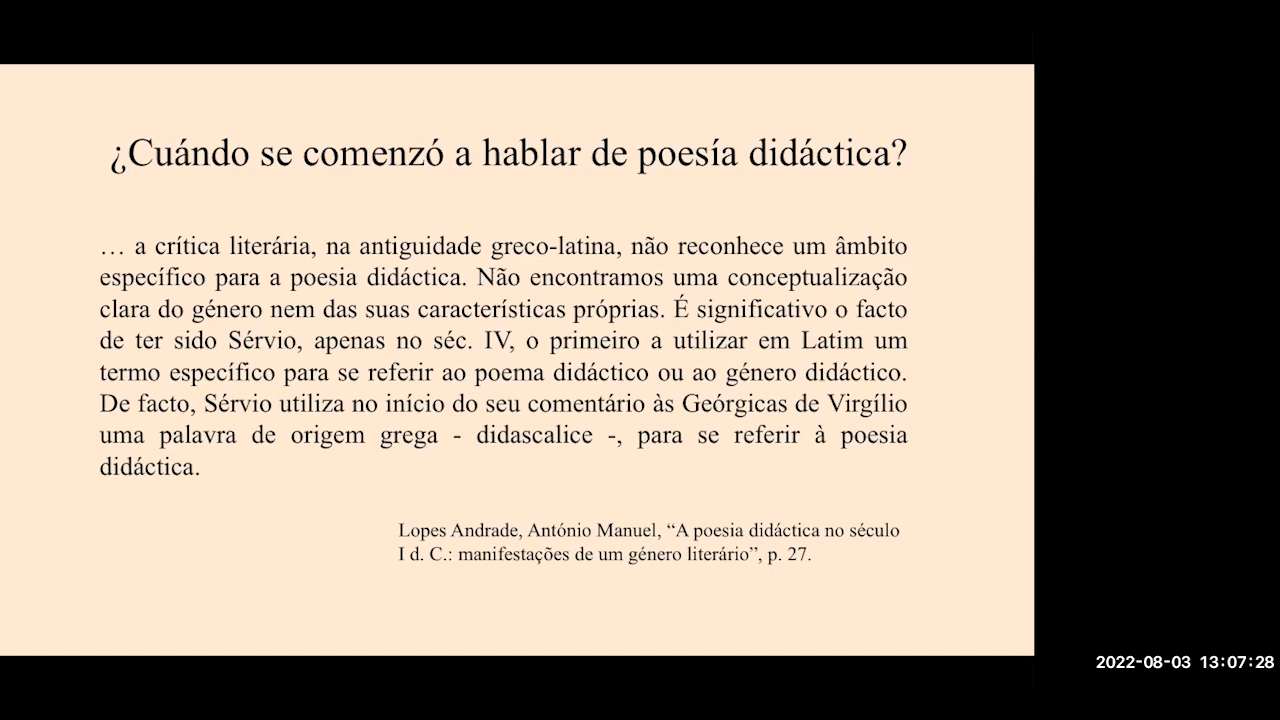 ¿Cuándo se comenzó a hablar de poesía didáctica?
… a crítica literária, na antiguidade greco-latina, não reconhece um âmbito
específico para a poesia didáctica. Não encontramos uma conceptualização
clara do género nem das suas características próprias. É significativo o facto
de ter sido Sérvio, apenas no séc. IV, o primeiro a utilizar em Latim um
termo específico para se referir ao poema didáctico ou ao género didáctico.
De facto, Sérvio utiliza no início do seu comentário às Geórgicas de Virgílio
uma palavra de origem grega - didascalice -, para se referir à poesia
didáctica.
Lopes Andrade, António Manuel, “A poesia didáctica no século
I d. C.: manifestações de um género literário”, p. 27.
2022-08-03 13:07:28